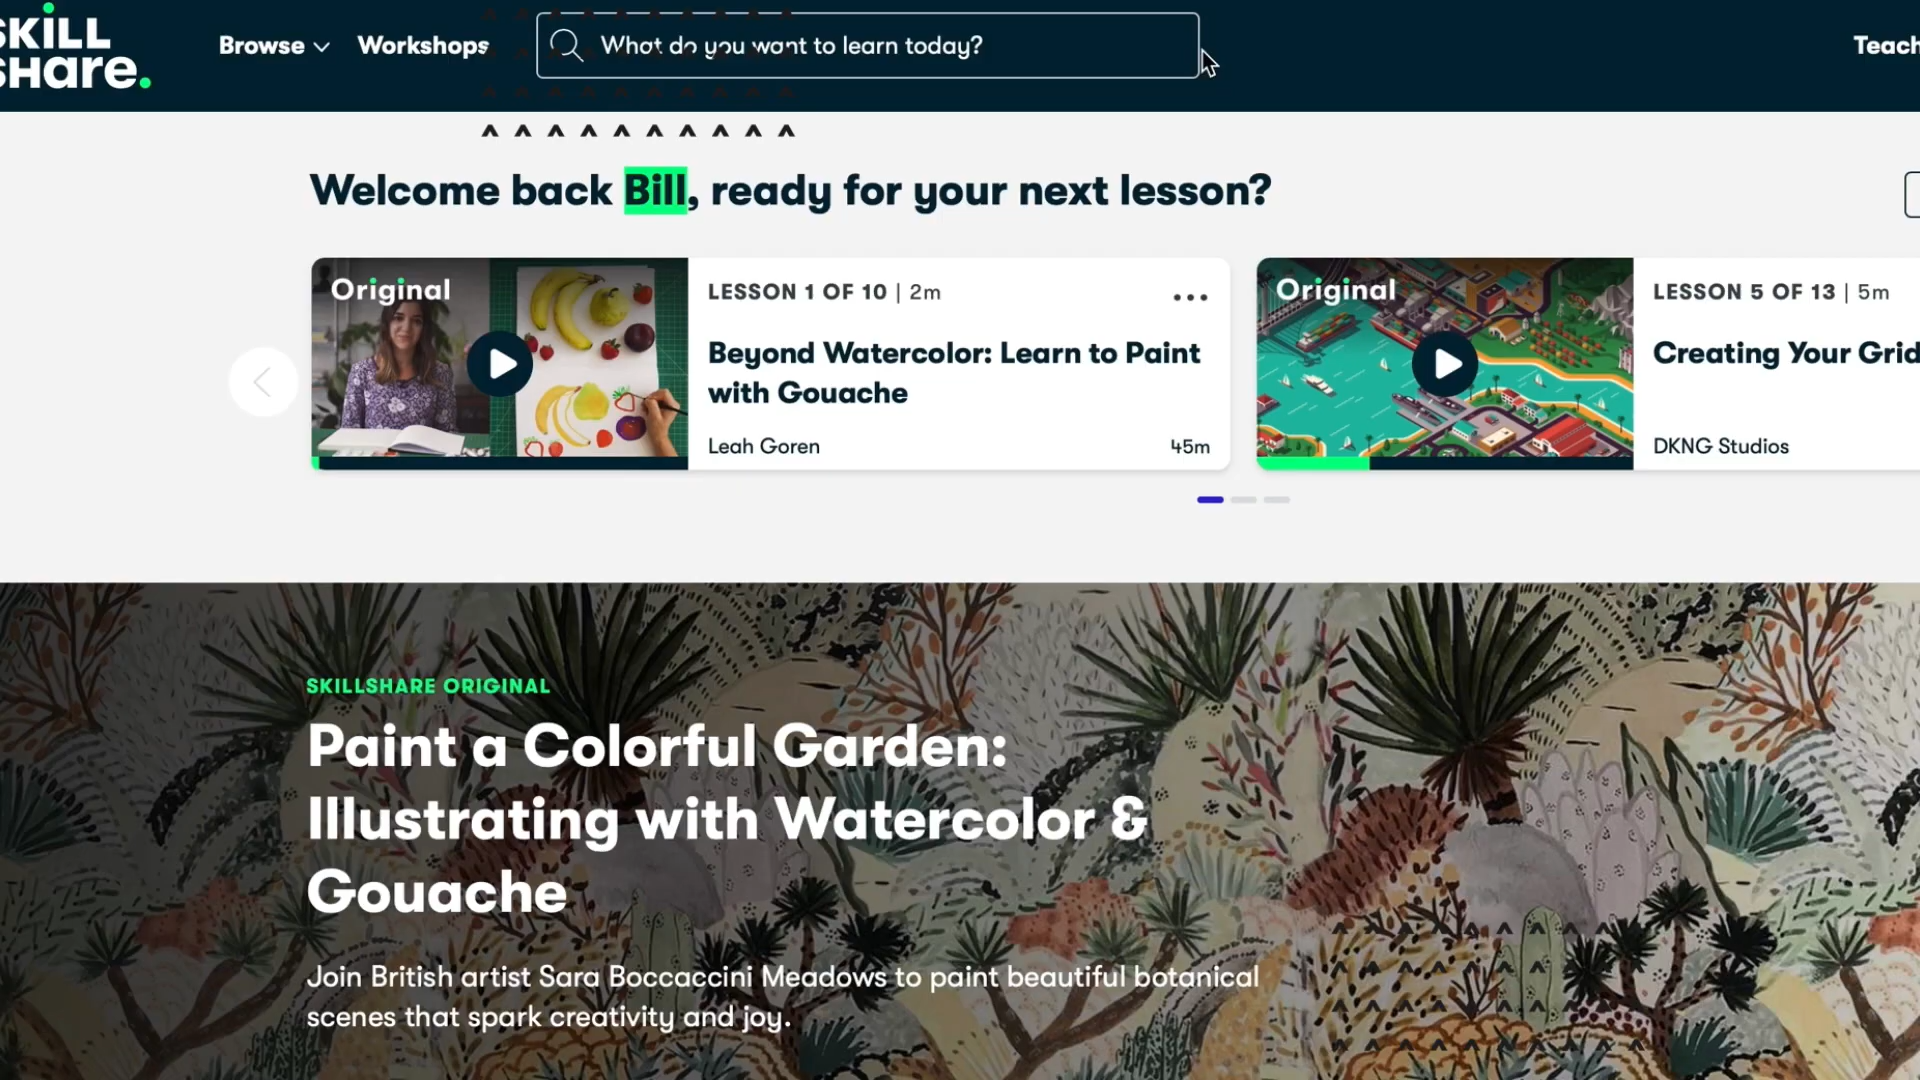 SKILL
SHare.
Browse
Workshops
What do you want to learn today?
Teach
Welcome back Bill, ready for your next lesson?
Original
LESSON 1 OF 10 | 2m
Beyond Watercolor: Learn to Paint
with Gouache
Leah Goren
45m
Original
LESSON 5 OF 13 | 5m
Creating Your Grid
DKNG Studios
SKILLSHARE ORIGINAL
Paint a Colorful Garden:
Illustrating with Watercolor &
Gouache
Join British artist Sara Boccaccini Meadows to paint beautiful botanical
scenes that spark creativity and joy.